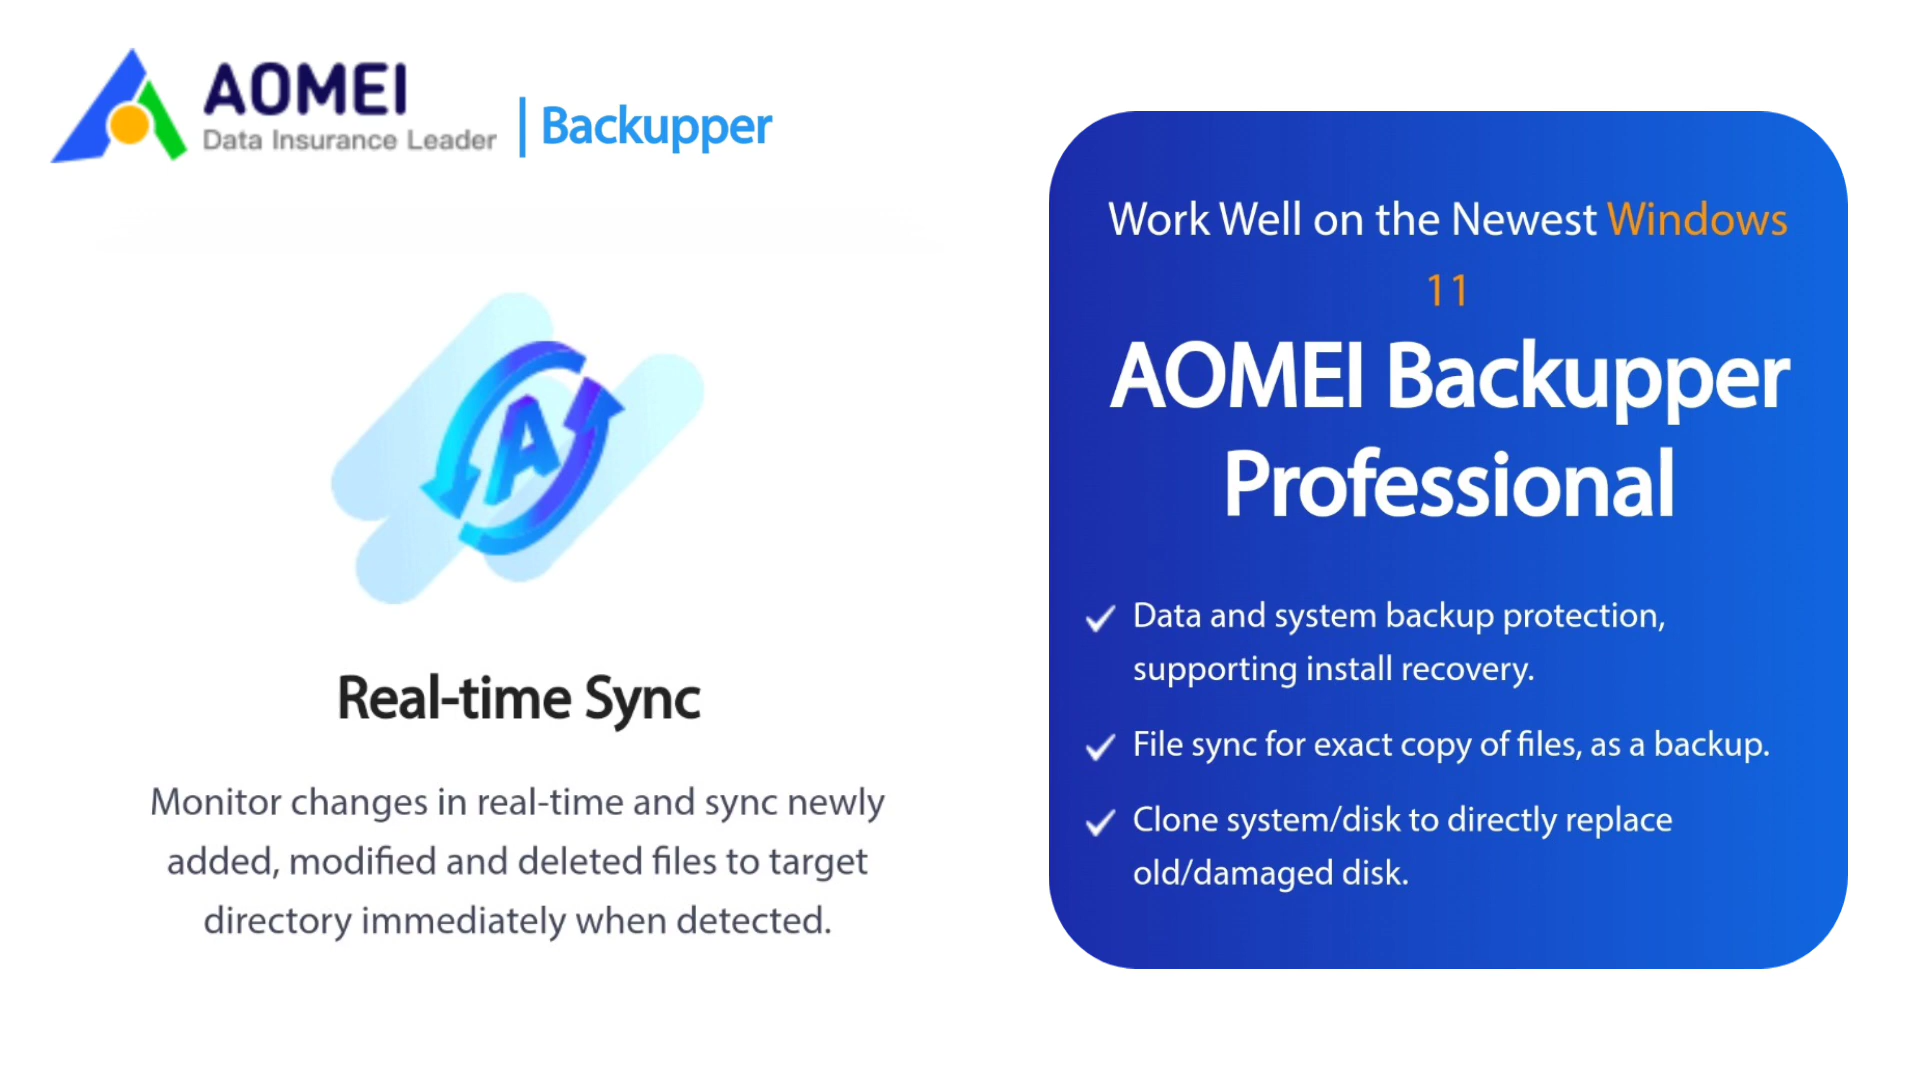 AOMEI
Data Insurance Leader
| Backupper
Real-time Sync
Monitor changes in real-time and sync newly
added, modified and deleted files to target
directory immediately when detected.
Work Well on the Newest Windows
11
AOMEI Backupper
Professional
Data and system backup protection,
supporting install recovery.
File sync for exact copy of files, as a backup.
Clone system/disk to directly replace
old/damaged disk.